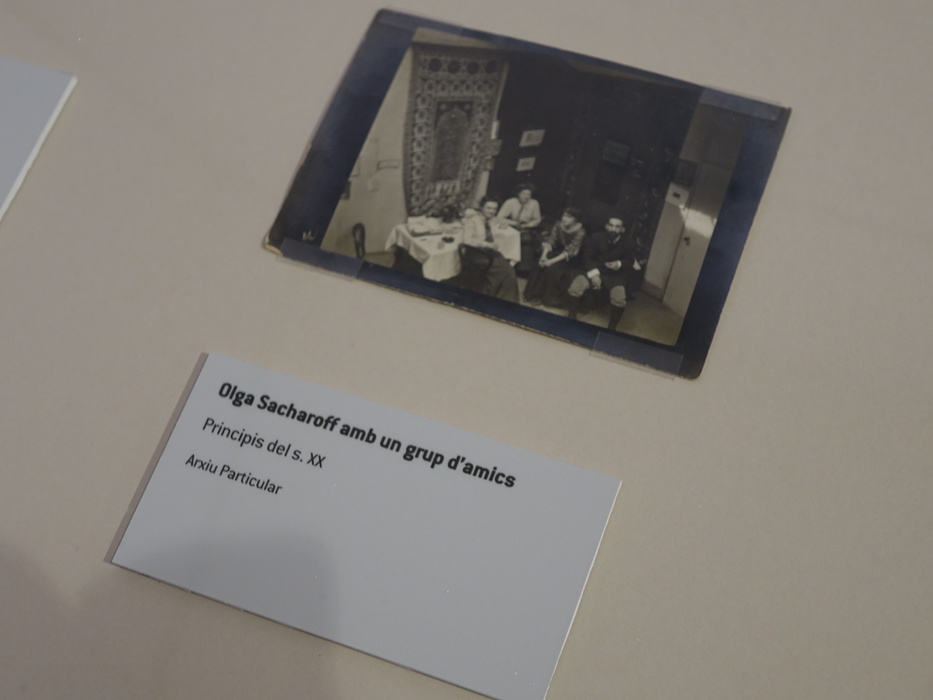 Olga Sacharoff amb un grup d'amics
Principis del s. XX
Arxiu Particular